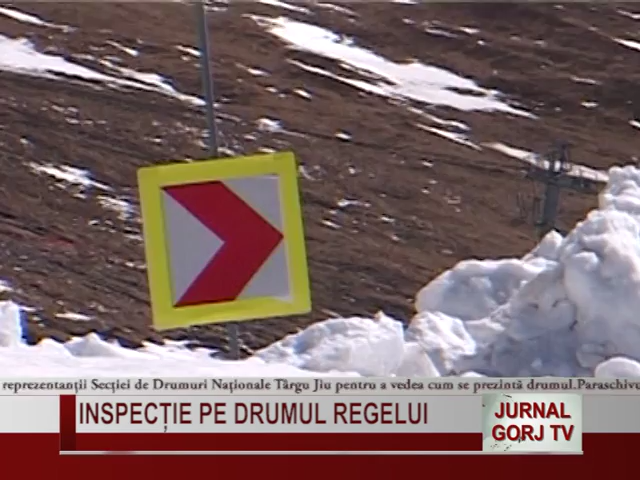 reprezentanții Secției de Drumuri Naționale Târgu Jiu pentru a vedea cum se prezintă drumul.Paraschivo
INSPECȚIE PE DRUMUL REGELUI
JURNAL
GORJ TV